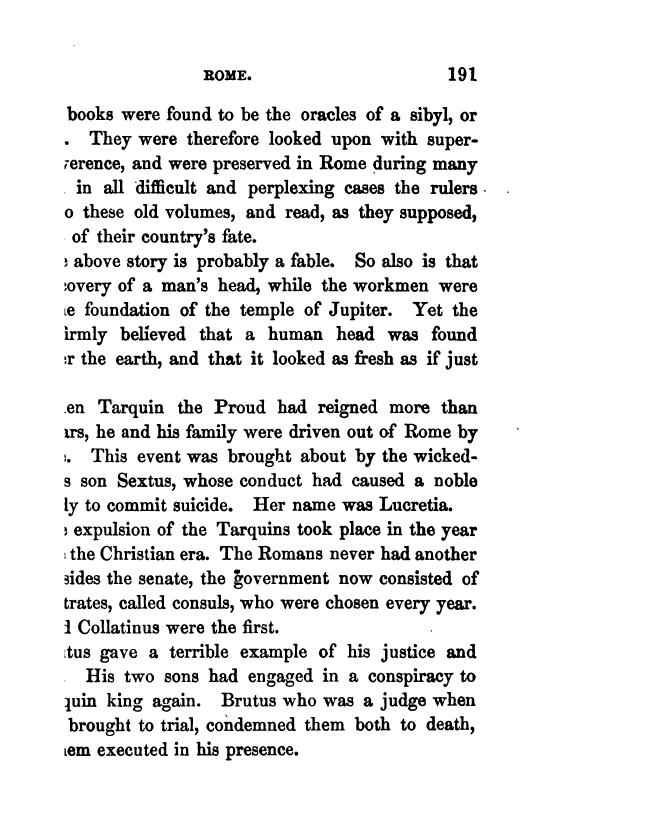 ROME. 191
books were found to be the oracles of a sibyl, or
. They were therefore looked upon with super-
erence, and were preserved in Rome during many
in all difficult and perplexing cases the rulers
o these old volumes, and read, as they supposed,
of their country's fate.
above story is probably a fable. So also is that
overy of a man's head, while the workmen were
e foundation of the temple of Jupiter. Yet the
irmly believed that a human head was found
r the earth, and that it looked as fresh as if just
en Tarquin the Proud had reigned more than
rs, he and his family were driven out of Rome by
. This event was brought about by the wicked-
s son Sextus, whose conduct had caused a noble
ly to commit suicide. Her name was Lucretia.
expulsion of the Tarquins took place in the year
the Christian era. The Romans never had another
sides the senate, the government now consisted of
trates, called consuls, who were chosen every year.
d Collatinus were the first.
tus gave a terrible example of his justice and
His two sons had engaged in a conspiracy to
quin king again. Brutus who was a judge when
brought to trial, condemned them both to death,
em executed in his presence.